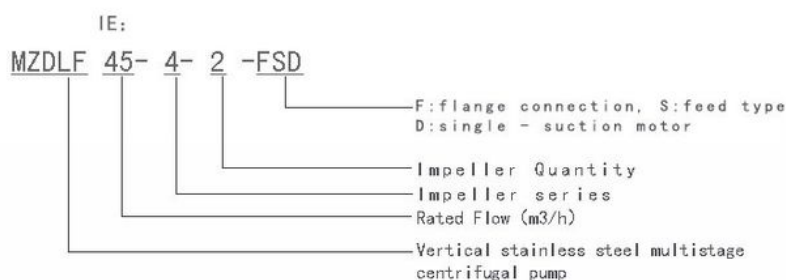 IE:
MZDLF 45- 4- 2 -FSD
F:flange connection, S:feed type
D:single - suction motor
Impeller Quantity
Impeller series
Rated Flow (m3/h)
Vertical stainless steel multistage
centrifugal pump